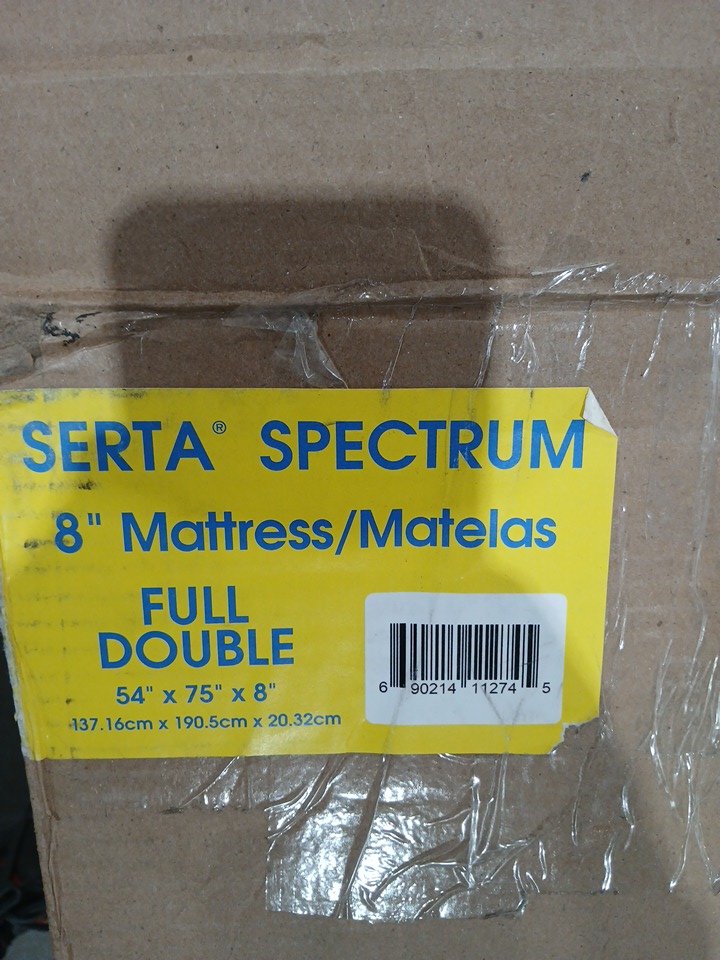 SERTA® SPECTRUM
8" Mattress/Matelas
FULL
DOUBLE
54" x 75" x 8"
137.16cm x 190.5cm x 20.32cm
6 90214 11274 5